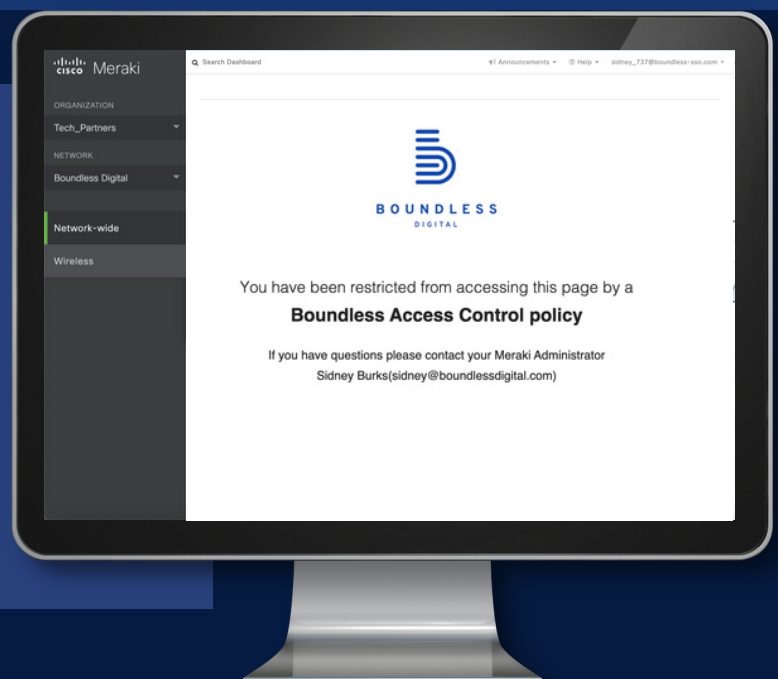 cisco Meraki
Search Dashboard
Announcements
Help
sidney_737@boundless-sso.com
ORGANIZATION
Tech_Partners
NETWORK
Boundless Digital
Network-wide
Wireless
BOUNDLESS
DIGITAL
You have been restricted from accessing this page by a
Boundless Access Control policy
If you have questions please contact your Meraki Administrator
Sidney Burks(sidney@boundlessdigital.com)